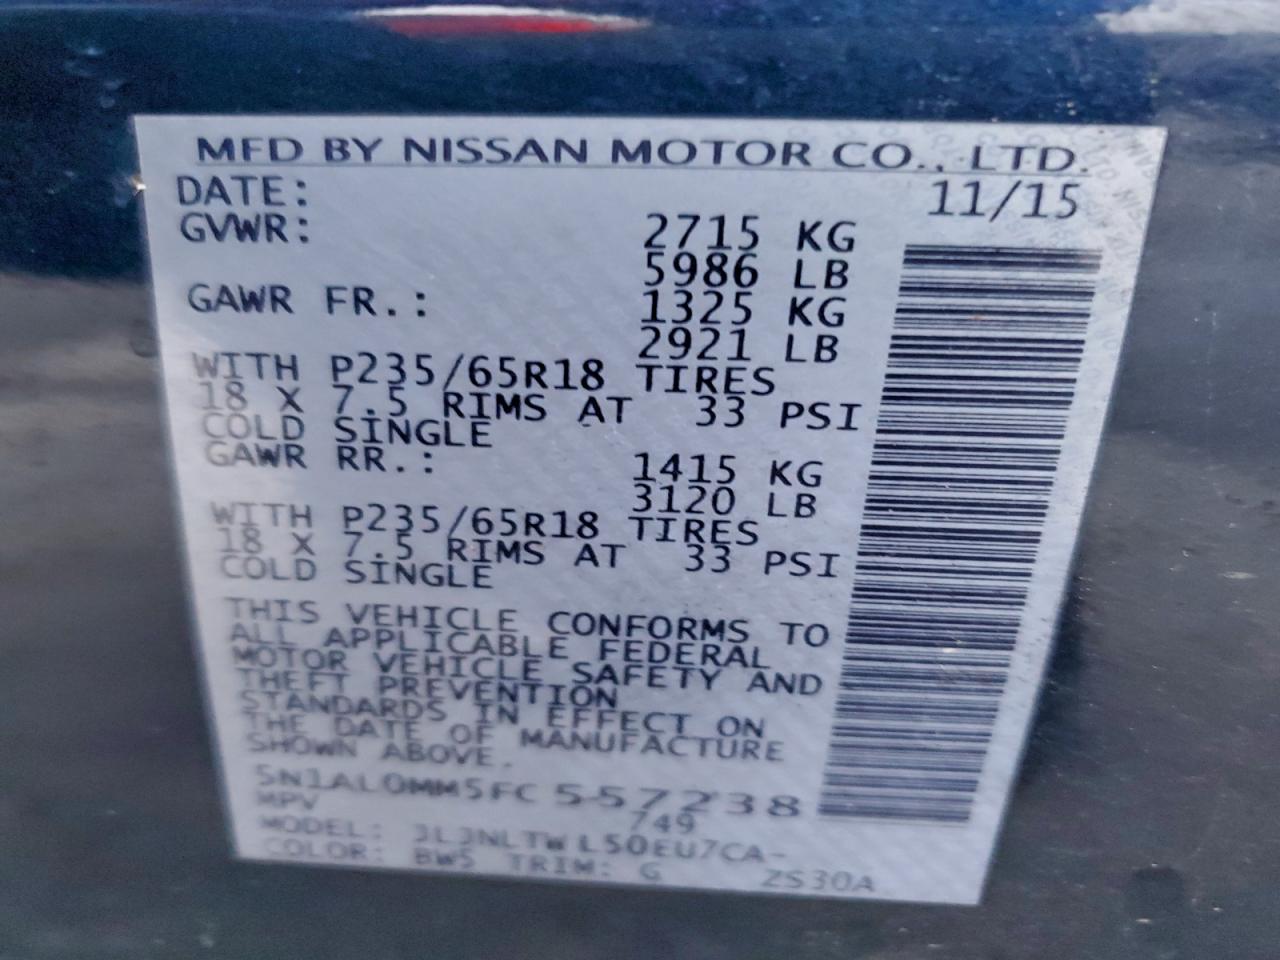 MFD BY NISSAN MOTOR CO., LTD.
DATE: 11/15
GVWR: 2715 KG
5986 LB
GAWR FR.: 1325 KG
2921 LB
WITH P235/65R18 TIRES
18 X 7.5 RIMS AT 33 PSI
COLD SINGLE
GAWR RR.: 1415 KG
3120 LB
WITH P235/65R18 TIRES
18 X 7.5 RIMS AT 33 PSI
COLD SINGLE
THIS VEHICLE CONFORMS TO
ALL APPLICABLE FEDERAL
MOTOR VEHICLE SAFETY AND
THEFT PREVENTION
STANDARDS IN EFFECT ON
THE DATE OF MANUFACTURE
SHOWN ABOVE.
5N1AL0MM5FC557238
MPV 749
MODEL: JLJNLTWL50EU7CA-
COLOR: BW5 TRIM: G ZS30A